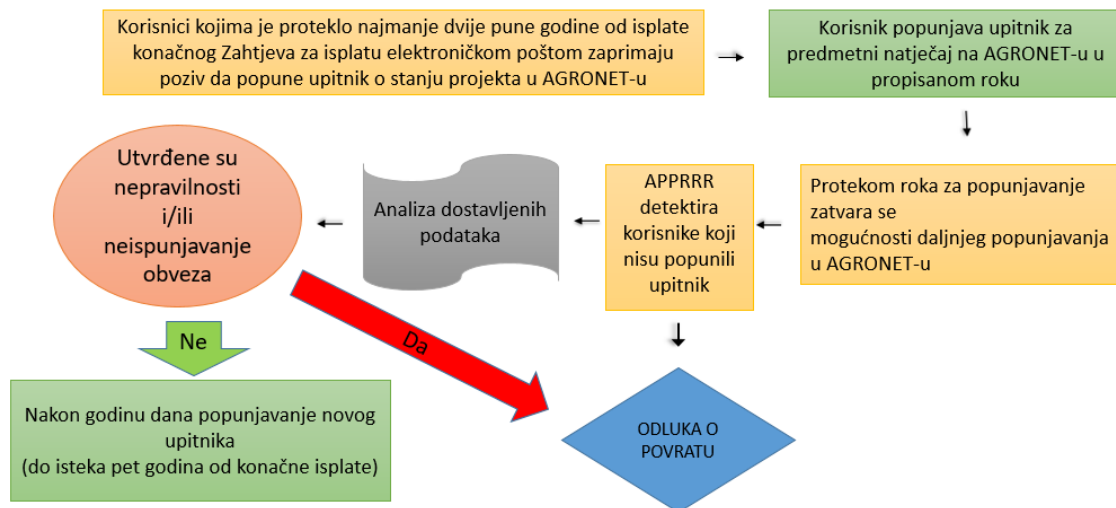 Korisnici kojima je proteklo najmanje dvije pune godine od isplate
konačnog Zahtjeva za isplatu elektroničkom poštom zaprimaju
poziv da popune upitnik o stanju projekta u AGRONET-u
Korisnik popunjava upitnik za
predmetni natječaj na AGRONET-u u
propisanom roku
Protekom roka za popunjavanje
zatvara se
mogućnosti daljnjeg popunjavanja
u AGRONET-u
APPRRR
detektira
korisnike koji
nisu popunili
upitnik
Analiza dostavljenih
podataka
Utvrđene su
nepravilnosti
i/ili
neispunjavanje
obveza
Da
Ne
Nakon godinu dana popunjavanje novog
upitnika
(do isteka pet godina od konačne isplate)
ODLUKA O
POVRATU